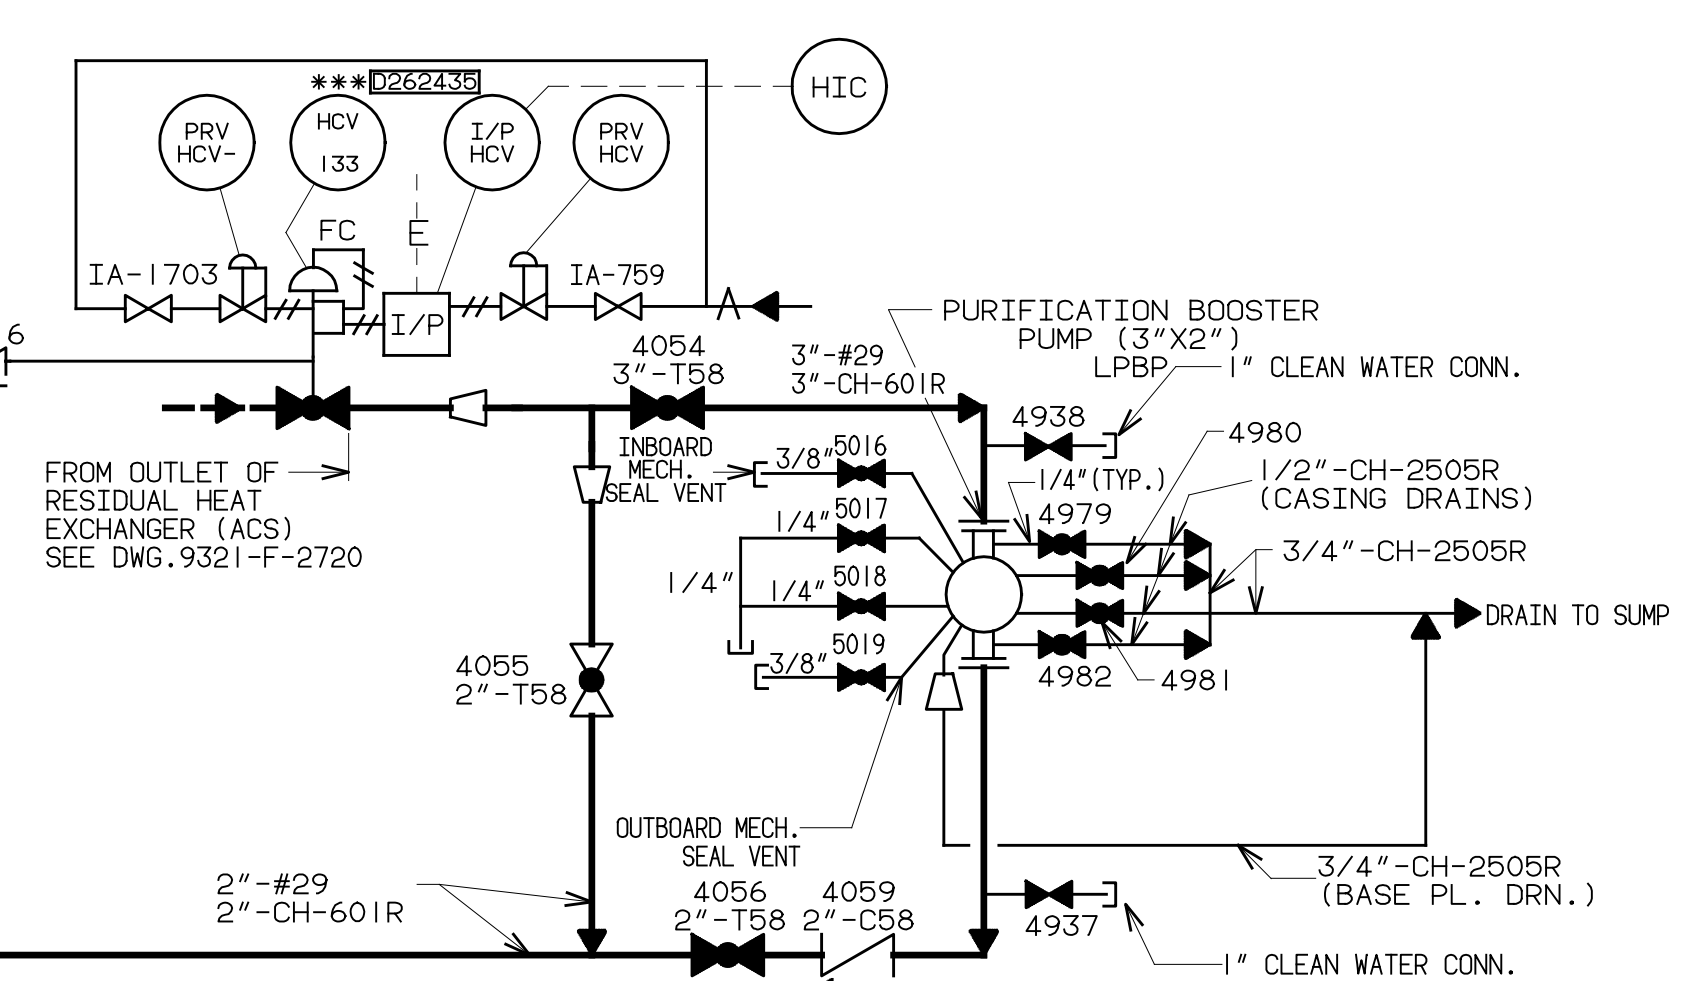 ***D262435
HIC
PRV
HCV-
HCV
133
I/P
HCV
PRV
HCV
FC
E
IA-1703
IA-759
I/P
6
4054
3"-T58
3"-#29
3"-CH-601R
PURIFICATION BOOSTER
PUMP (3"X2")
LPBP
1" CLEAN WATER CONN.
4938
4980
INBOARD
MECH.
SEAL VENT
3/8"
5016
1/4"(TYP.)
1/2"-CH-2505R
(CASING DRAINS)
FROM OUTLET OF
RESIDUAL HEAT
EXCHANGER (ACS)
SEE DWG.9321-F-2720
1/4"
5017
4979
3/4"-CH-2505R
1/4"
1/4"
5018
DRAIN TO SUMP
3/8"
5019
4055
2"-T58
4982
4981
OUTBOARD MECH.
SEAL VENT
3/4"-CH-2505R
(BASE PL. DRN.)
2"-#29
2"-CH-601R
4056
2"-T58
4059
2"-C58
4937
1" CLEAN WATER CONN.